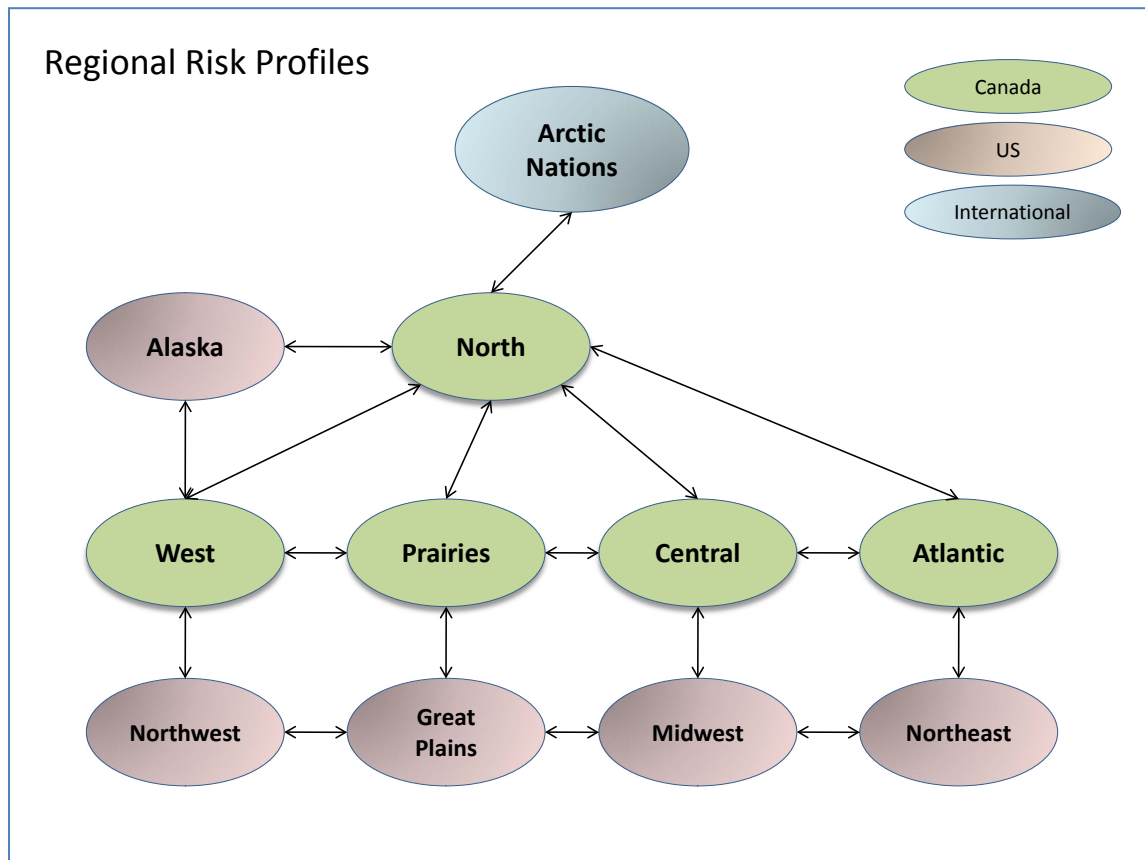 Regional Risk Profiles
Canada
US
International
Arctic
Nations
Alaska
North
West
Prairies
Central
Atlantic
Northwest
Great
Plains
Midwest
Northeast